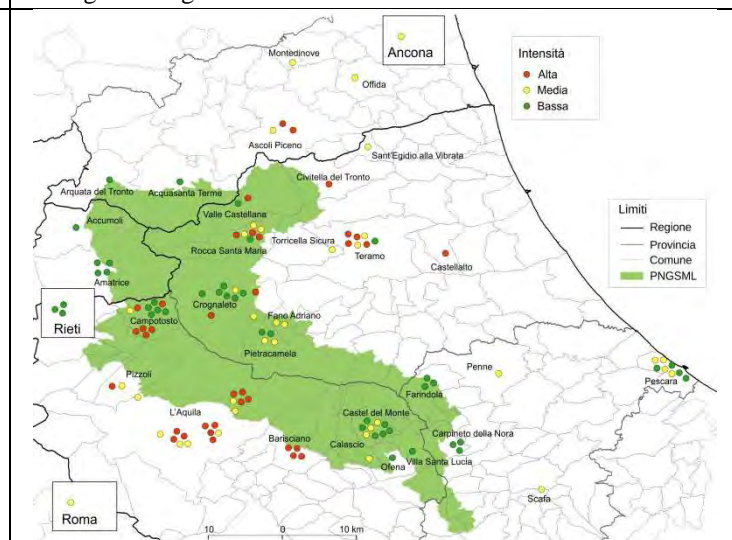 Montedinove
Ancona
Offida
Intensità
Alta
Media
Bassa
Ascoli Piceno
Sant'Egidio alla Vibrata
Civitella del Tronto
Arquata del Tronto
Acquasanta Terme
Accumoli
Valle Castellana
Rocca Santa Maria
Torricella Sicura
Teramo
Castellalto
Limiti
Regione
Provincia
Comune
PNGSML
Amatrice
Crognaleto
Rieti
Campotosto
Fano Adriano
Pietracamela
Pizzoli
Penne
Pescara
Farindola
L'Aquila
Castel del Monte
Carpineto della Nora
Barisciano
Calascio
Ofena
Villa Santa Lucia
Scafa
Roma
10 0 10 km